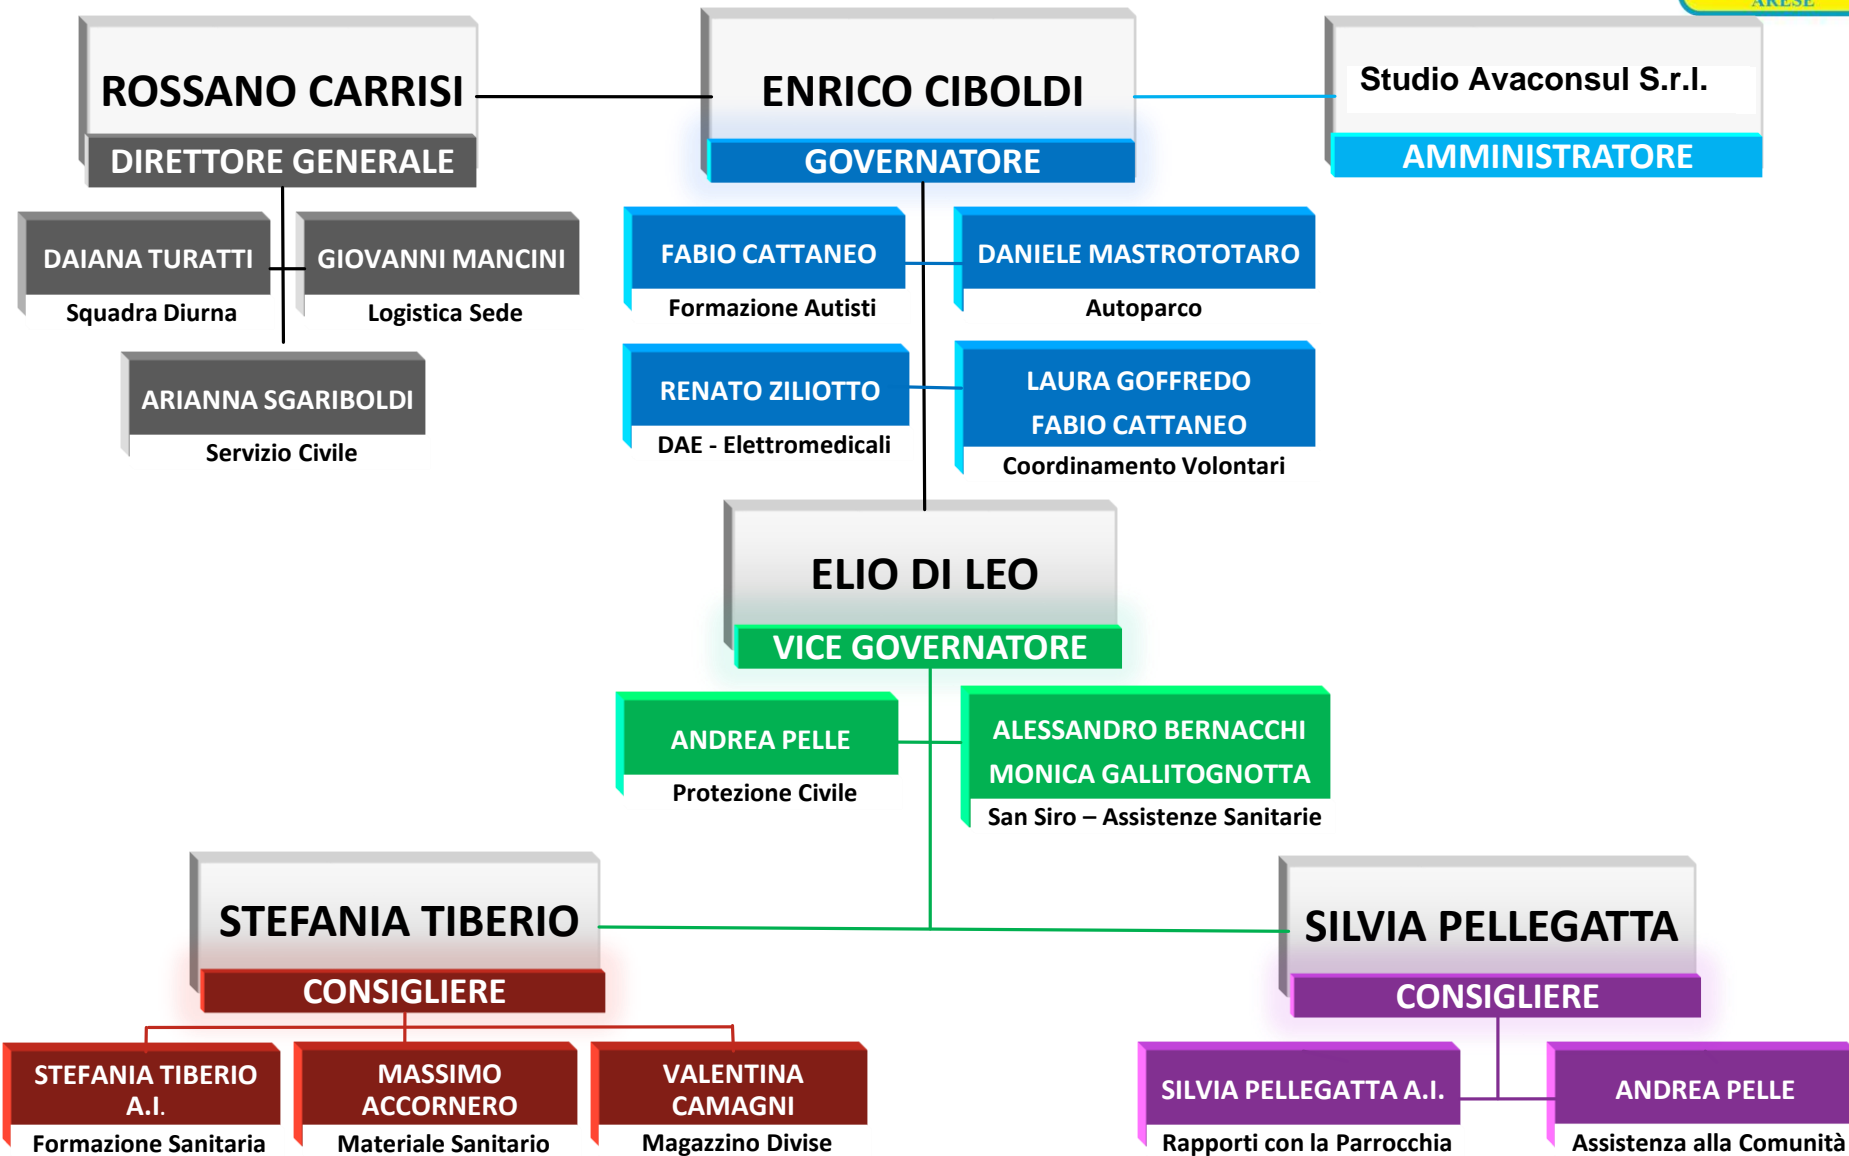 ARESE
ROSSANO CARRISI
DIRETTORE GENERALE
ENRICO CIBOLDI
GOVERNATORE
Studio Avaconsul S.r.l.
AMMINISTRATORE
DAIANA TURATTI
Squadra Diurna
GIOVANNI MANCINI
Logistica Sede
ARIANNA SGARIBOLDI
Servizio Civile
FABIO CATTANEO
Formazione Autisti
DANIELE MASTROTOTARO
Autoparco
RENATO ZILIOTTO
DAE - Elettromedicali
LAURA GOFFREDO
FABIO CATTANEO
Coordinamento Volontari
ELIO DI LEO
VICE GOVERNATORE
ANDREA PELLE
Protezione Civile
ALESSANDRO BERNACCHI
MONICA GALLITOGNOTTA
San Siro – Assistenze Sanitarie
STEFANIA TIBERIO
CONSIGLIERE
SILVIA PELLEGATTA
CONSIGLIERE
STEFANIA TIBERIO
A.I.
Formazione Sanitaria
MASSIMO
ACCORNERO
Materiale Sanitario
VALENTINA
CAMAGNI
Magazzino Divise
SILVIA PELLEGATTA A.I.
Rapporti con la Parrocchia
ANDREA PELLE
Assistenza alla Comunità